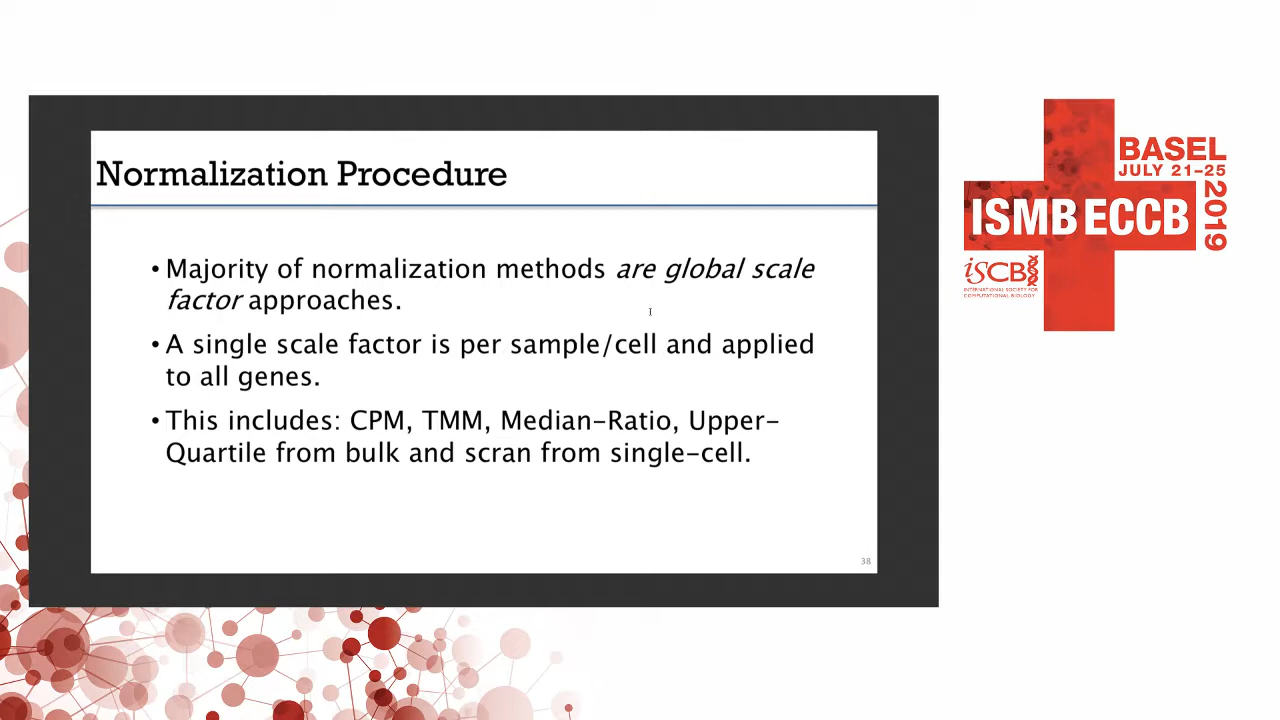 Normalization Procedure
• Majority of normalization methods are global scale
factor approaches.
• A single scale factor is per sample/cell and applied
to all genes.
• This includes: CPM, TMM, Median-Ratio, Upper-
Quartile from bulk and scran from single-cell.
38
BASEL
JULY 21-25
2019
ISMB ECCB
ISCB
INTERNATIONAL SOCIETY FOR
COMPUTATIONAL BIOLOGY